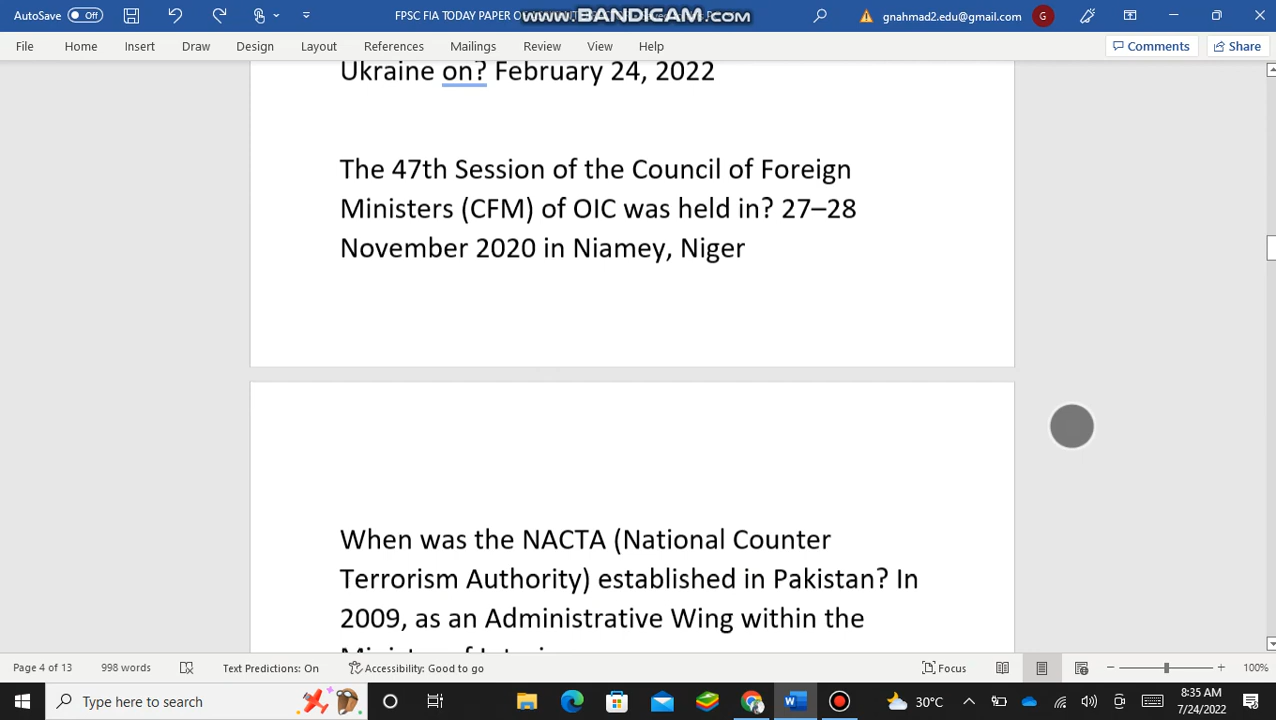 AutoSave Off
FPSC FIA TODAY PAPER O
www.BANDICAM.com
gnahmad2.edu@gmail.com
G
File Home Insert Draw Design Layout References Mailings Review View Help
Comments Share
Ukraine on? February 24, 2022
The 47th Session of the Council of Foreign
Ministers (CFM) of OIC was held in? 27–28
November 2020 in Niamey, Niger
When was the NACTA (National Counter
Terrorism Authority) established in Pakistan? In
2009, as an Administrative Wing within the
Page 4 of 13 998 words Text Predictions: On Accessibility: Good to go Focus 100%
Type here to search
30°C
8:35 AM
7/24/2022